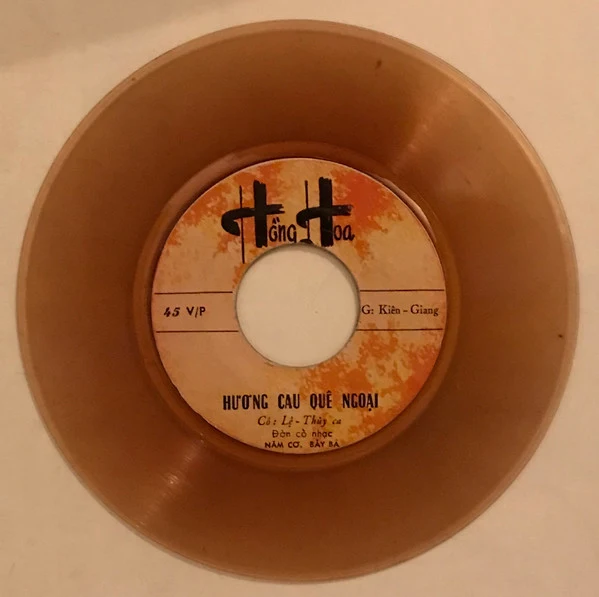 Hồng Hoa
45 V/P
G: Kiên - Giang
HƯƠNG CAU QUÊ NGOẠI
Cô: Lệ - Thủy ca
Đờn cổ nhạc
NĂM CƠ. BẢY BÁ